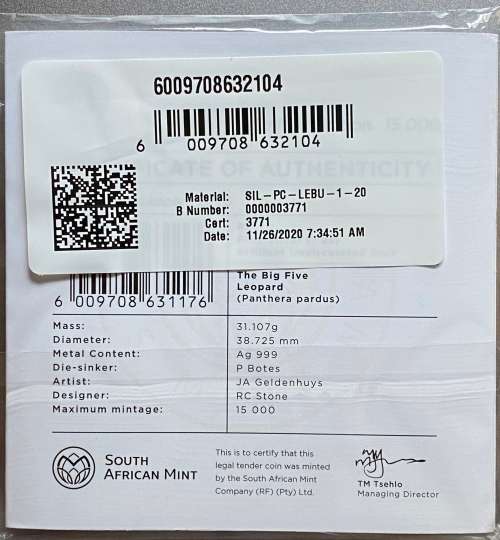 6009708632104
6 009708 632104
CATE OF AUTHENTICITY
Material: SIL-PC-LEBU-1-20
B Number: 0000003771
Cert: 3771
Date: 11/26/2020 7:34:51 AM
6 009708 631176
The Big Five
Leopard
(Panthera pardus)
Mass: 31.107g
Diameter: 38.725 mm
Metal Content: Ag 999
Die-sinker: P Botes
Artist: JA Geldenhuys
Designer: RC Stone
Maximum mintage: 15 000
SOUTH
AFRICAN MINT
This is to certify that this
legal tender coin was minted
by the South African Mint
Company (RF) (Pty) Ltd.
TM Tsehlo
Managing Director